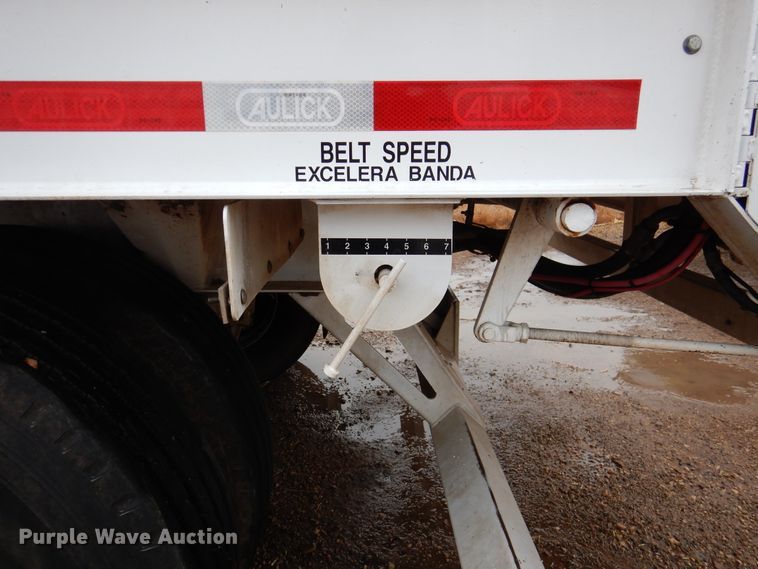 AULICK AULICK AULICK
BELT SPEED
EXCELERA BANDA
1 2 3 4 5 6 7
Purple Wave Auction